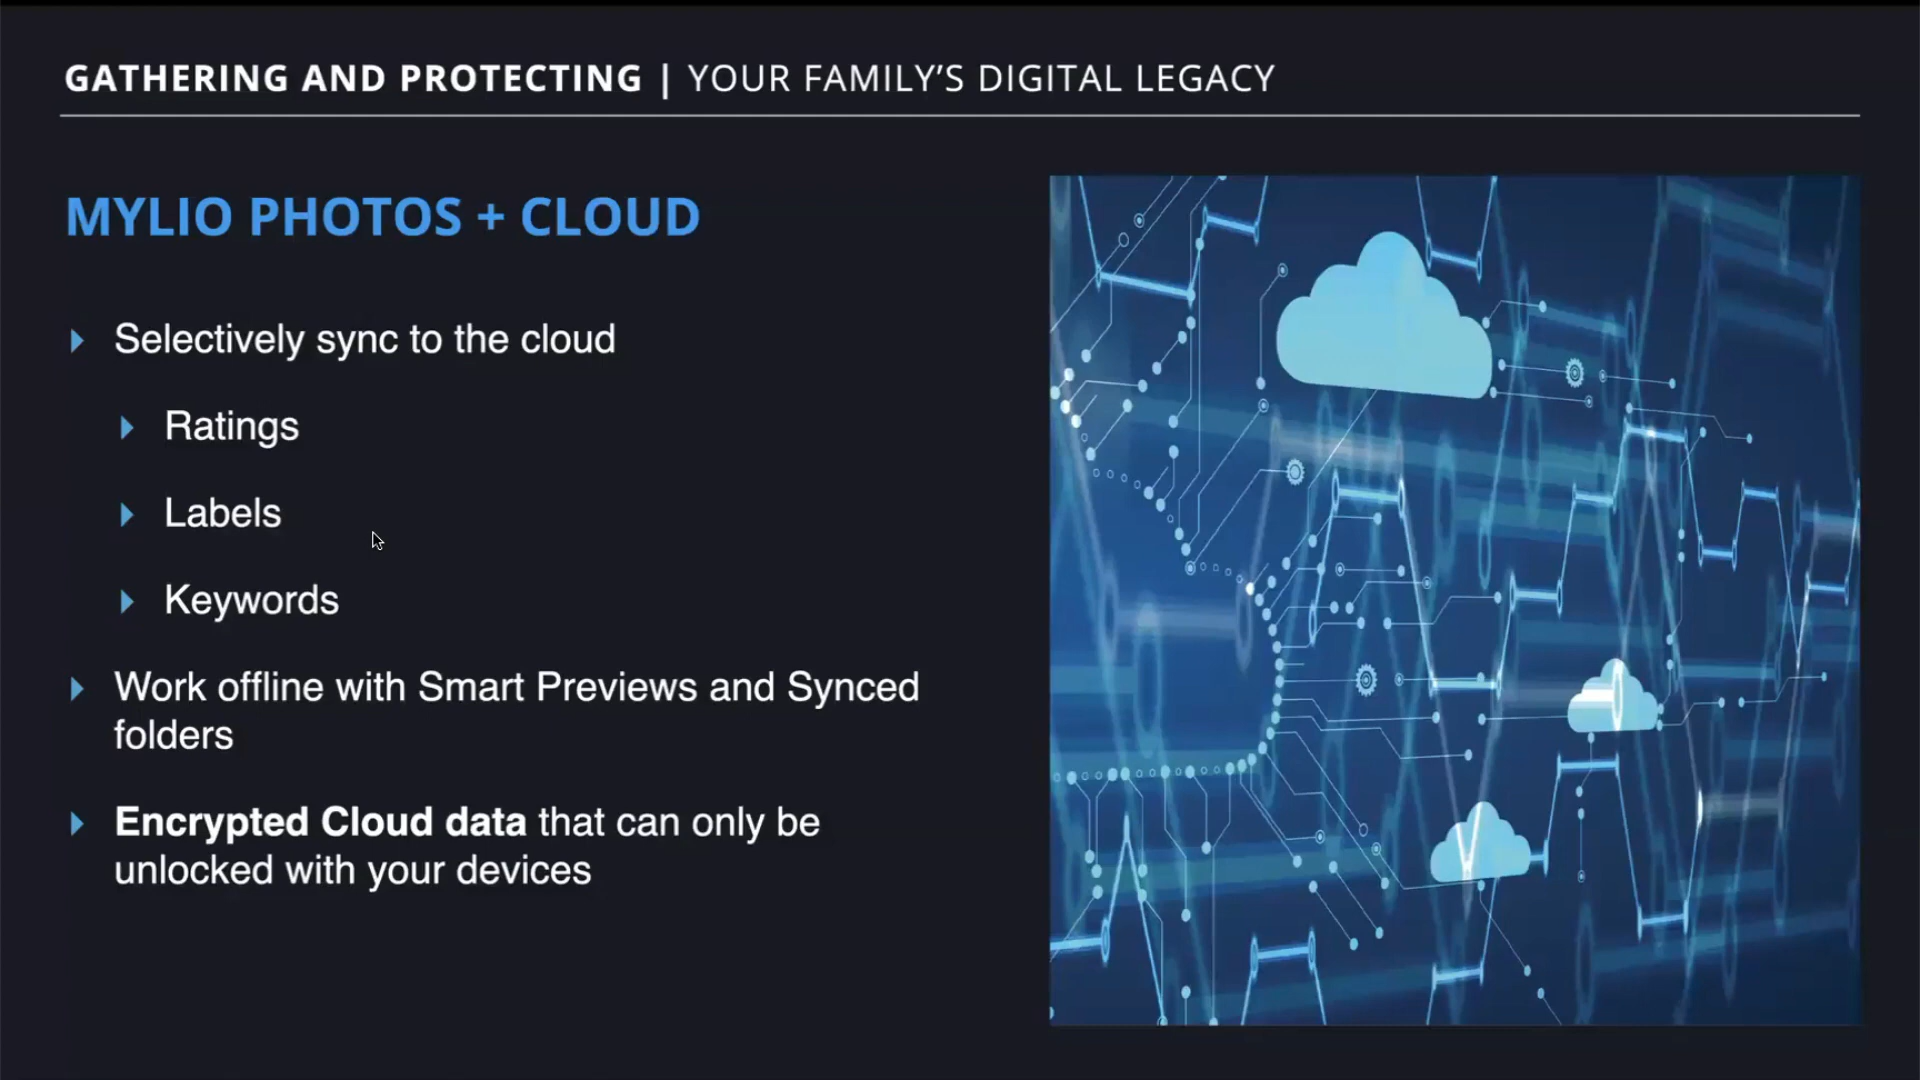 GATHERING AND PROTECTING | YOUR FAMILY’S DIGITAL LEGACY
MYLIO PHOTOS + CLOUD
Selectively sync to the cloud
Ratings
Labels
Keywords
Work offline with Smart Previews and Synced
folders
Encrypted Cloud data that can only be
unlocked with your devices